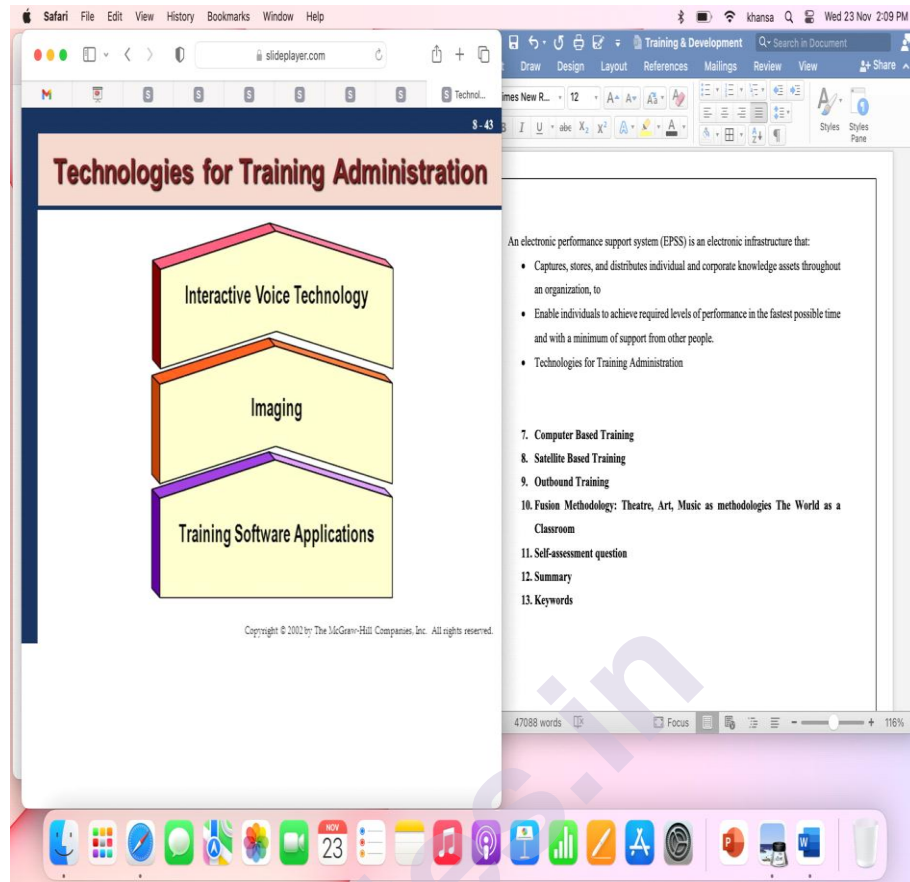 Safari File Edit View History Bookmarks Window Help khansa Wed 23 Nov 2:09 PM
slideplayer.com
Technol...
8 - 43
Technologies for Training Administration
Interactive Voice Technology
Imaging
Training Software Applications
Copyright © 2002 by The McGraw-Hill Companies, Inc. All rights reserved.
Training & Development Search in Document
Draw Design Layout References Mailings Review View Share
imes New R... 12
Styles Styles
Pane
An electronic performance support system (EPSS) is an electronic infrastructure that:
• Captures, stores, and distributes individual and corporate knowledge assets throughout
an organization, to
• Enable individuals to achieve required levels of performance in the fastest possible time
and with a minimum of support from other people.
• Technologies for Training Administration
7. Computer Based Training
8. Satellite Based Training
9. Outbound Training
10. Fusion Methodology: Theatre, Art, Music as methodologies The World as a
Classroom
11. Self-assessment question
12. Summary
13. Keywords
47088 words Focus 116%
NOV
23